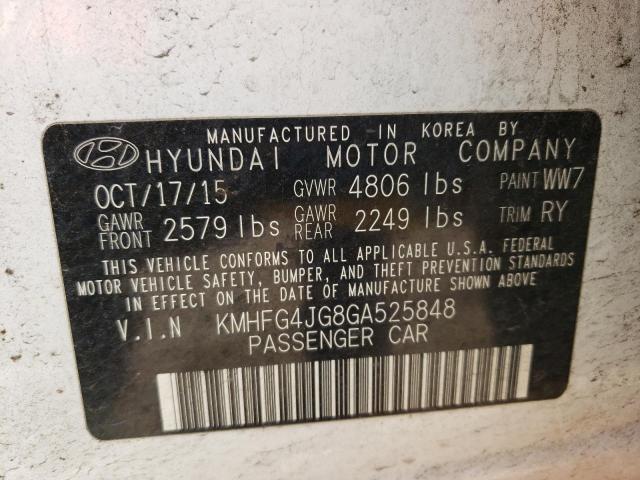 MANUFACTURED IN KOREA BY
HYUNDAI MOTOR COMPANY
OCT/17/15 GVWR 4806 lbs PAINT WW7
GAWR FRONT 2579 lbs GAWR REAR 2249 lbs TRIM RY
THIS VEHICLE CONFORMS TO ALL APPLICABLE U.S.A. FEDERAL
MOTOR VEHICLE SAFETY, BUMPER, AND THEFT PREVENTION STANDARDS
IN EFFECT ON THE DATE OF MANUFACTURE SHOWN ABOVE.
V.I.N KMHFG4JG8GA525848
PASSENGER CAR